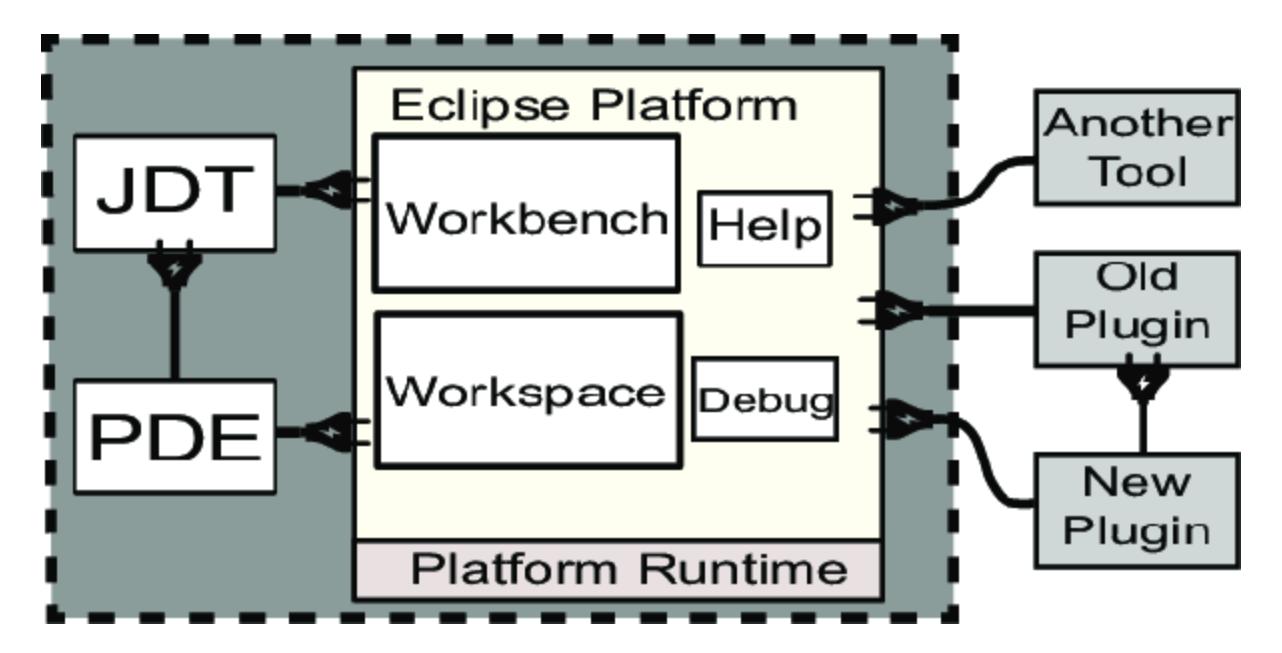 Eclipse Platform
JDT
Workbench
Help
Another
Tool
Old
Plugin
PDE
Workspace
Debug
New
Plugin
Platform Runtime